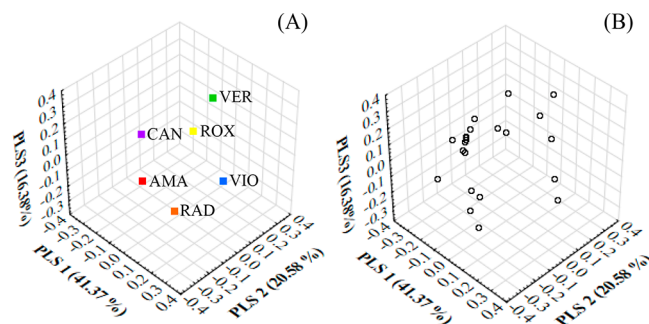 (A)
(B)
VER
CAN
ROX
AMA
VIO
RAD
0.4
0.3
0.2
0.1
0.0
-0.1
-0.2
-0.3
PLS3 (16.38%)
PLS 1 (41.37 %)
PLS 2 (20.58 %)
0.4
0.3
0.2
0.1
0.0
-0.1
-0.2
-0.3
PLS3 (16.38%)
PLS 1 (41.37 %)
PLS 2 (20.58 %)